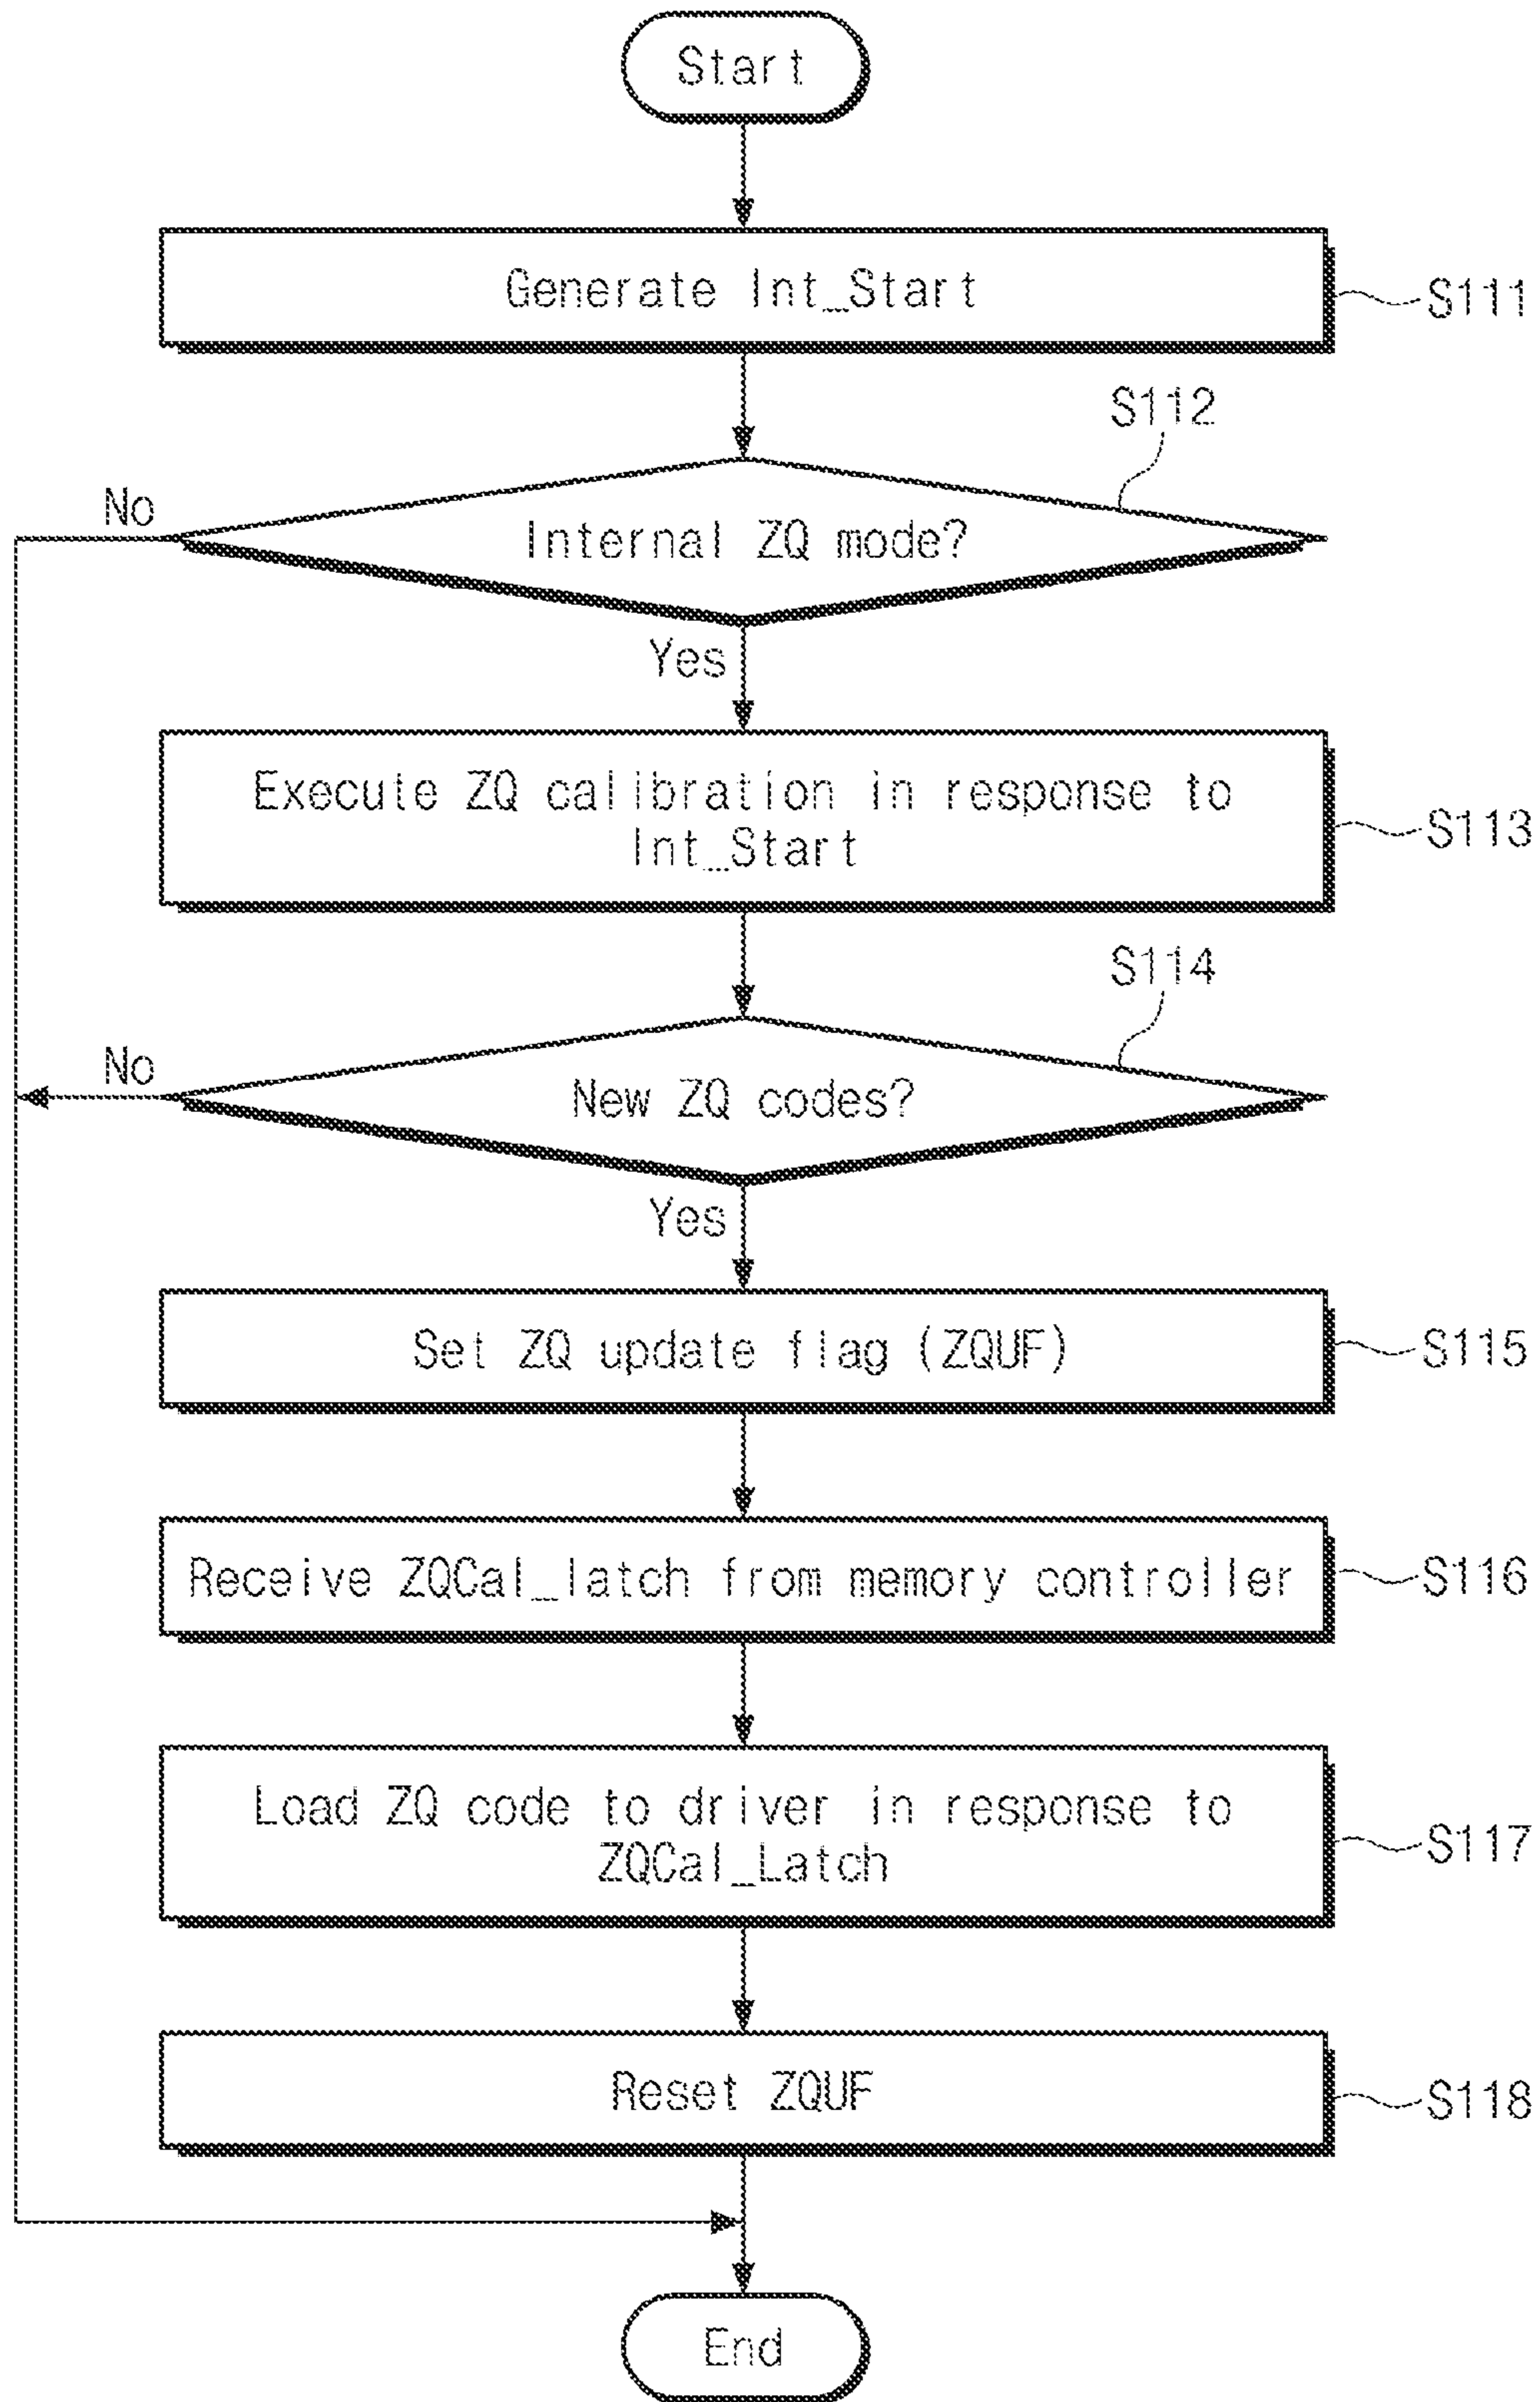 Start
Generate Int_Start
S111
S112
No
Internal ZQ mode?
Yes
Execute ZQ calibration in response to
Int_Start
S113
S114
No
New ZQ codes?
Yes
Set ZQ update flag (ZQUF)
S115
Receive ZQCal_latch from memory controller
S116
Load ZQ code to driver in response to
ZQCal_Latch
S117
Reset ZQUF
S118
End